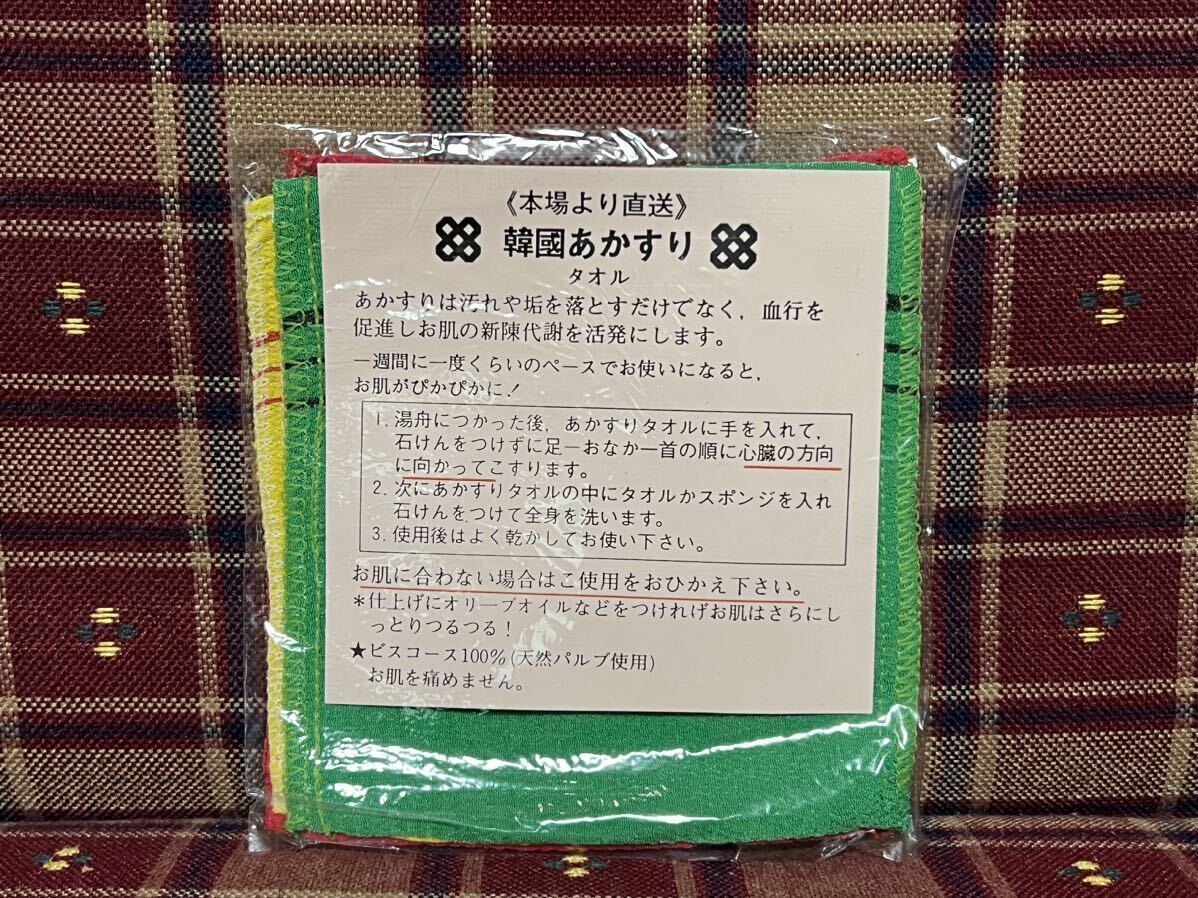 《本場より直送》
韓國あかすり
タオル
あかすりは汚れや垢を落とすだけでなく，血行を
促進しお肌の新陳代謝を活発にします。
一週間に一度くらいのペースでお使いになると，
お肌がぴかぴかに！
1. 湯舟につかった後，あかすりタオルに手を入れて，
石けんをつけずに足―おなか―首の順に心臓の方向
に向かってこすります。
2. 次にあかすりタオルの中にタオルかスポンジを入れ
石けんをつけて全身を洗います。
3. 使用後はよく乾かしてお使い下さい。
お肌に合わない場合はご使用をおひかえ下さい。
＊仕上げにオリーブオイルなどをつければお肌はさらにし
っとりつるつる！
★ビスコース100％(天然パルプ使用)
お肌を痛めません。